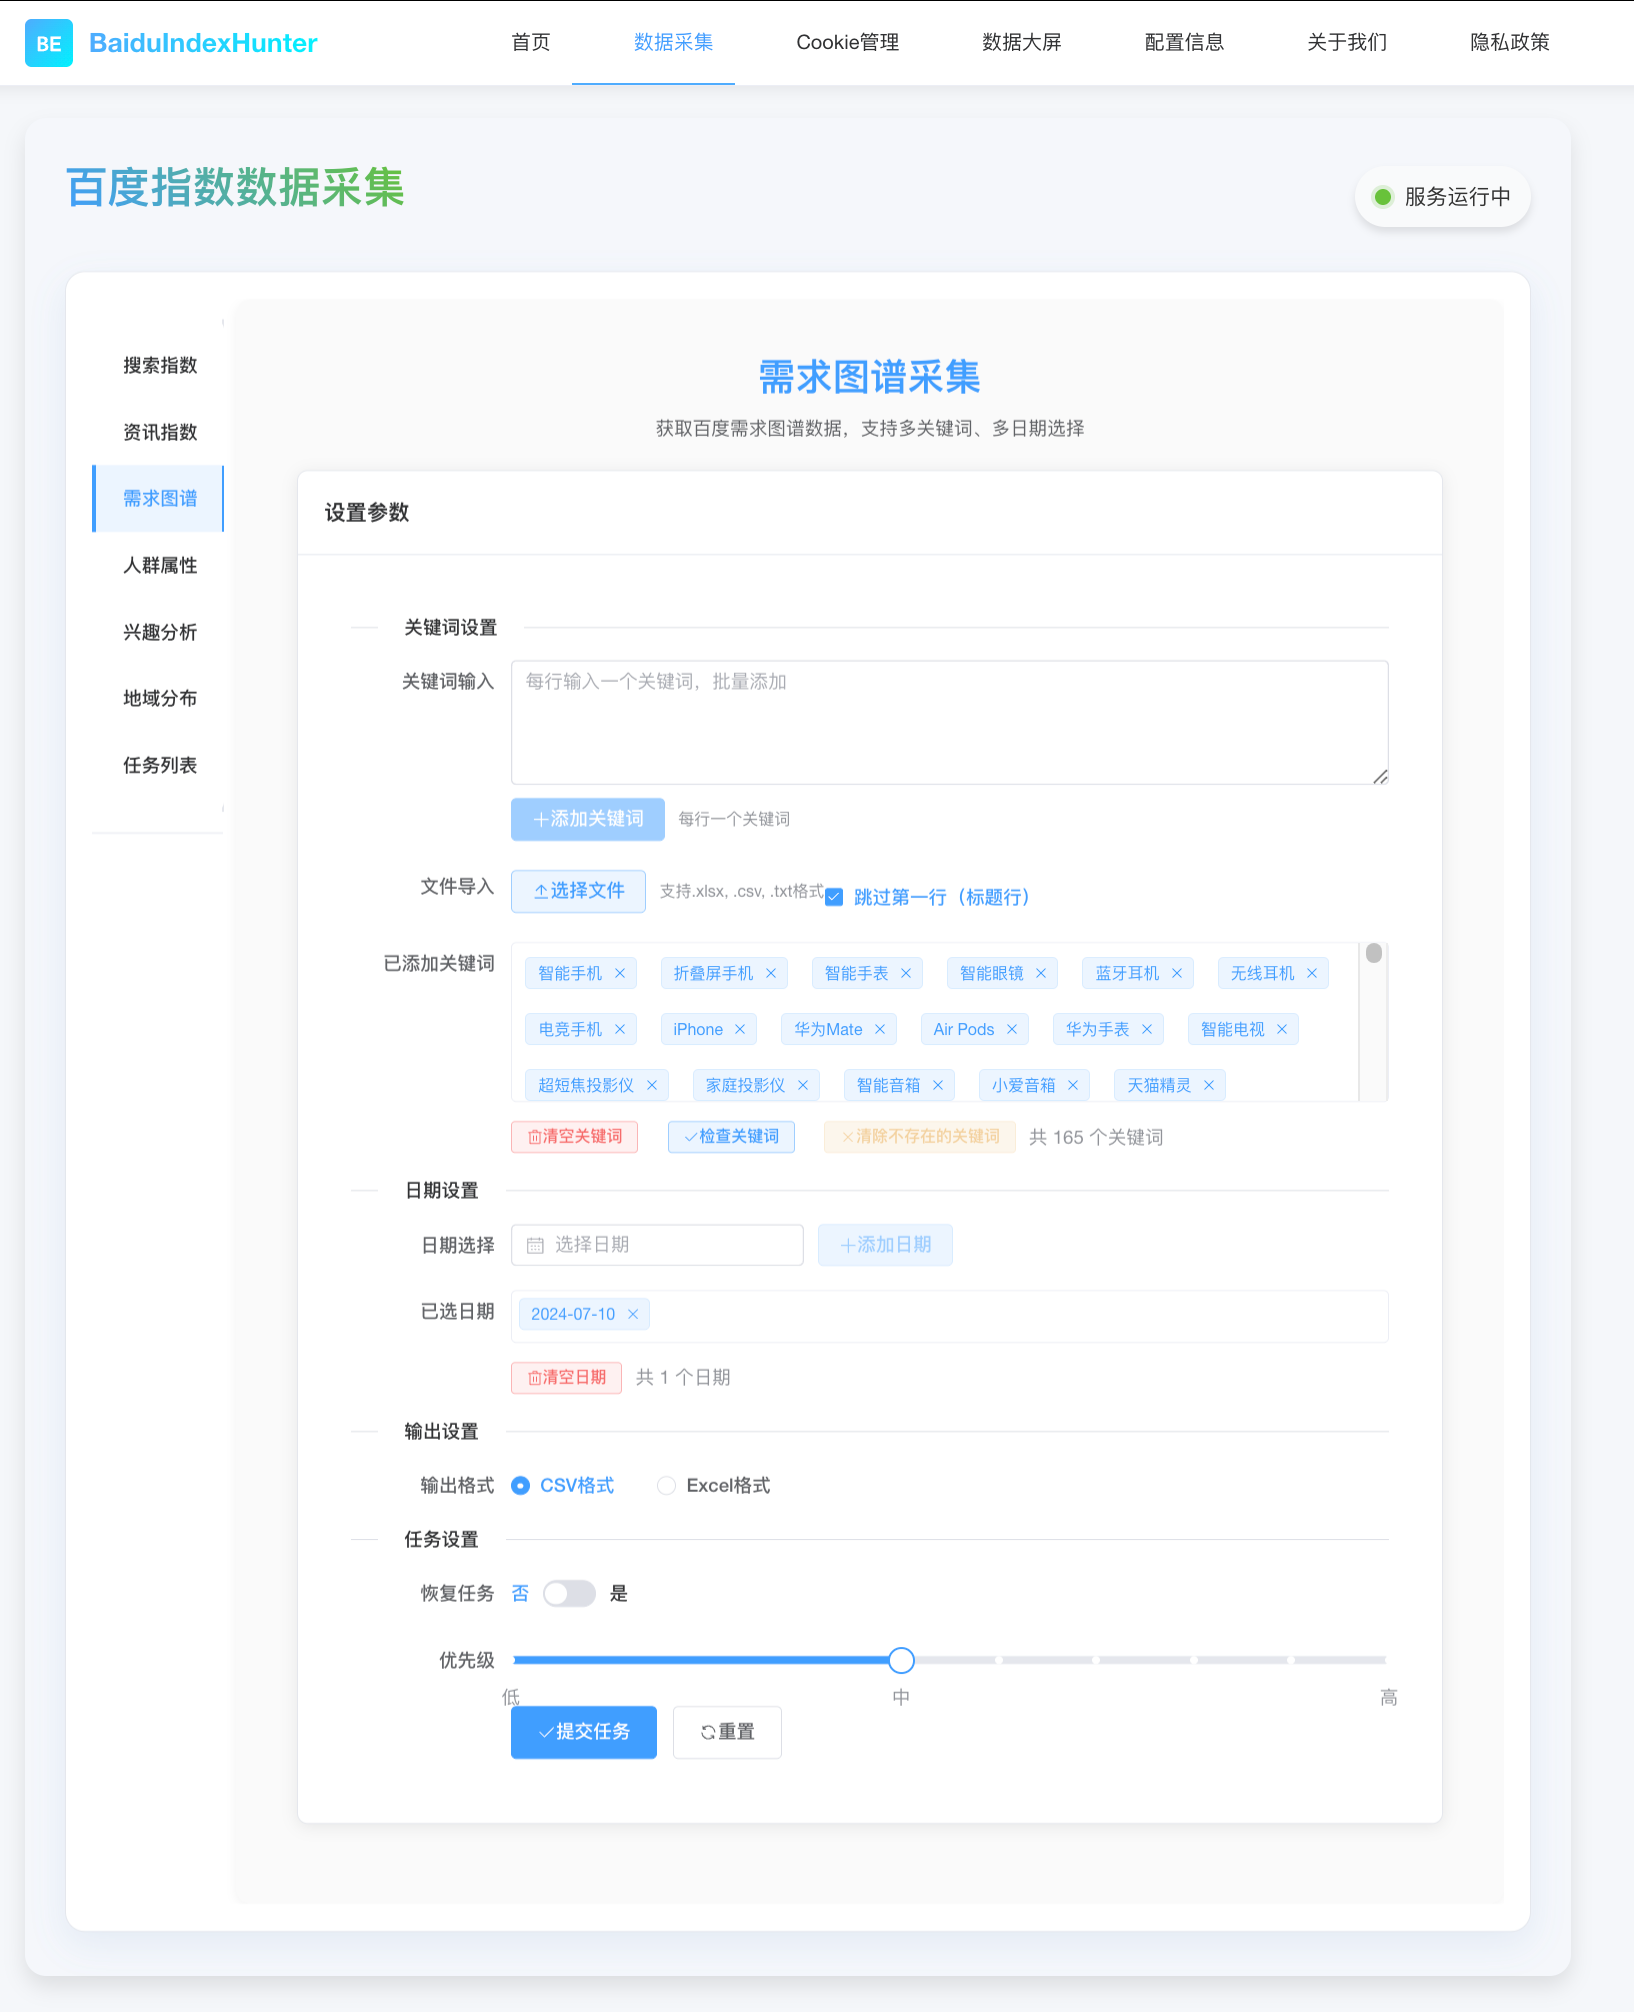 BE BaiduIndexHunter 首页 数据采集 Cookie管理 数据大屏 配置信息 关于我们 隐私政策
百度指数数据采集
服务运行中
搜索指数
资讯指数
需求图谱
人群属性
兴趣分析
地域分布
任务列表
需求图谱采集
获取百度需求图谱数据，支持多关键词、多日期选择
设置参数
关键词设置
关键词输入 每行输入一个关键词，批量添加
添加关键词 每行一个关键词
文件导入 选择文件 支持.xlsx, .csv, .txt格式 跳过第一行（标题行）
已添加关键词 智能手机 折叠屏手机 智能手表 智能眼镜 蓝牙耳机 无线耳机
电竞手机 iPhone 华为Mate Air Pods 华为手表 智能电视
超短焦投影仪 家庭投影仪 智能音箱 小爱音箱 天猫精灵
清空关键词 检查关键词 清除不存在的关键词 共 165 个关键词
日期设置
日期选择 选择日期 添加日期
已选日期 2024-07-10
清空日期 共 1 个日期
输出设置
输出格式 CSV格式 Excel格式
任务设置
恢复任务 否 是
优先级
低 中 高
提交任务 重置